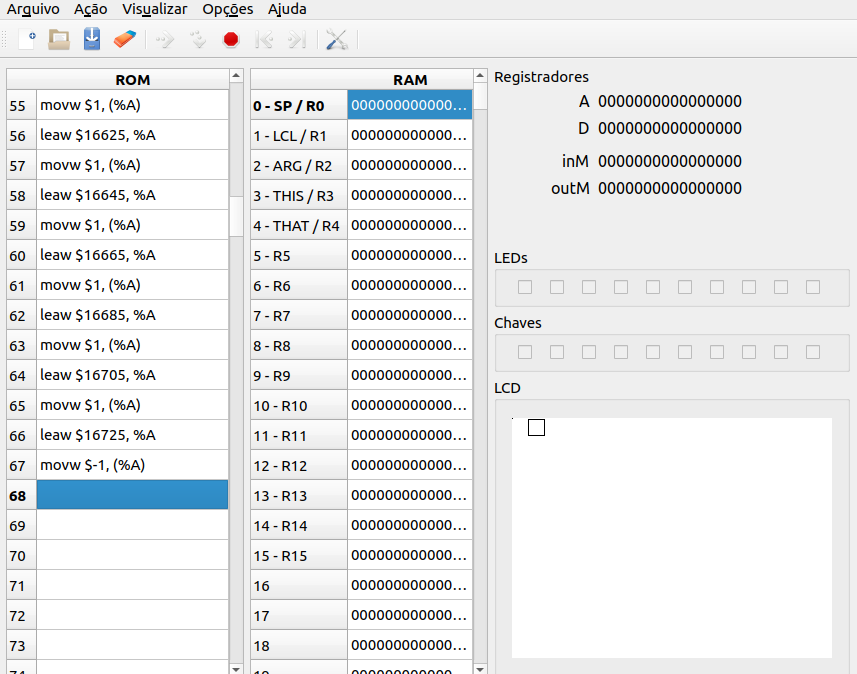 Arquivo Ação Visualizar Opções Ajuda
ROM
55 movw $1, (%A)
56 leaw $16625, %A
57 movw $1, (%A)
58 leaw $16645, %A
59 movw $1, (%A)
60 leaw $16665, %A
61 movw $1, (%A)
62 leaw $16685, %A
63 movw $1, (%A)
64 leaw $16705, %A
65 movw $1, (%A)
66 leaw $16725, %A
67 movw $-1, (%A)
68
69
70
71
72
73
74
RAM
0 - SP / R0 000000000000...
1 - LCL / R1 000000000000...
2 - ARG / R2 000000000000...
3 - THIS / R3 000000000000...
4 - THAT / R4 000000000000...
5 - R5 000000000000...
6 - R6 000000000000...
7 - R7 000000000000...
8 - R8 000000000000...
9 - R9 000000000000...
10 - R10 000000000000...
11 - R11 000000000000...
12 - R12 000000000000...
13 - R13 000000000000...
14 - R14 000000000000...
15 - R15 000000000000...
16 000000000000...
17 000000000000...
18 000000000000...
19 000000000000...
Registradores
A 0000000000000000
D 0000000000000000
inM 0000000000000000
outM 0000000000000000
LEDs
Chaves
LCD